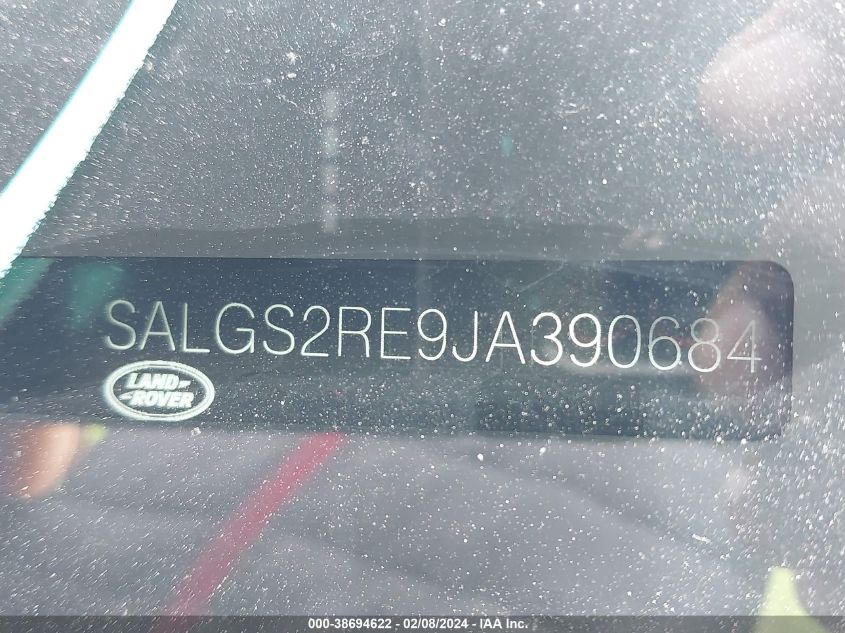 SALGS2RE9JA390684
LAND-
-ROVER
000-38694622 - 02/08/2024 - IAA Inc.